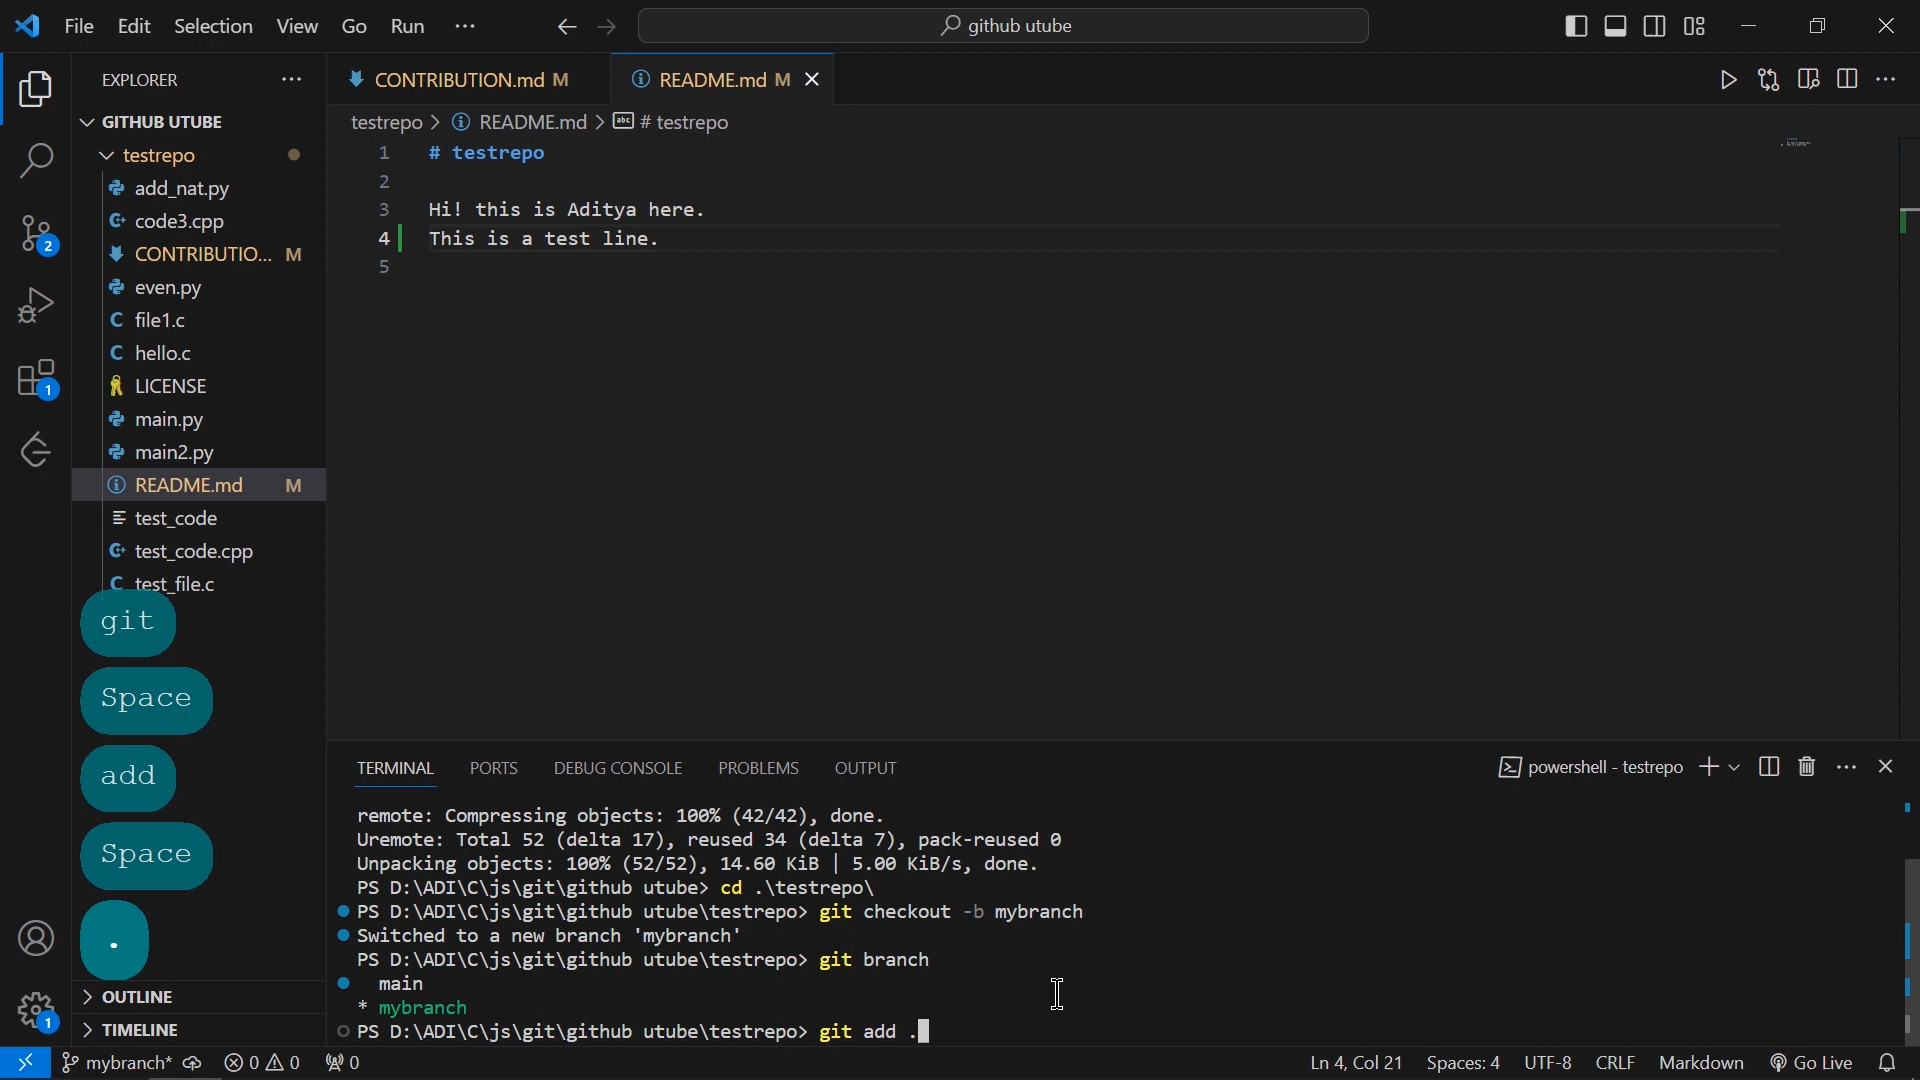 File Edit Selection View Go Run ···
github utube
EXPLORER
GITHUB UTUBE
testrepo
add_nat.py
code3.cpp
CONTRIBUTIO... M
even.py
file1.c
hello.c
LICENSE
main.py
main2.py
README.md M
test_code
test_code.cpp
test_file.c
git
Space
add
Space
.
OUTLINE
TIMELINE
2
1
1
CONTRIBUTION.md M
README.md M
testrepo > README.md > # testrepo
1 # testrepo
2
3 Hi! this is Aditya here.
4 This is a test line.
5
TERMINAL PORTS DEBUG CONSOLE PROBLEMS OUTPUT
powershell - testrepo
remote: Compressing objects: 100% (42/42), done.
Uremote: Total 52 (delta 17), reused 34 (delta 7), pack-reused 0
Unpacking objects: 100% (52/52), 14.60 KiB | 5.00 KiB/s, done.
PS D:\ADI\C\js\git\github utube> cd .\testrepo\
PS D:\ADI\C\js\git\github utube\testrepo> git checkout -b mybranch
Switched to a new branch 'mybranch'
PS D:\ADI\C\js\git\github utube\testrepo> git branch
main
* mybranch
PS D:\ADI\C\js\git\github utube\testrepo> git add .
mybranch* 0 0 0
Ln 4, Col 21 Spaces: 4 UTF-8 CRLF Markdown Go Live